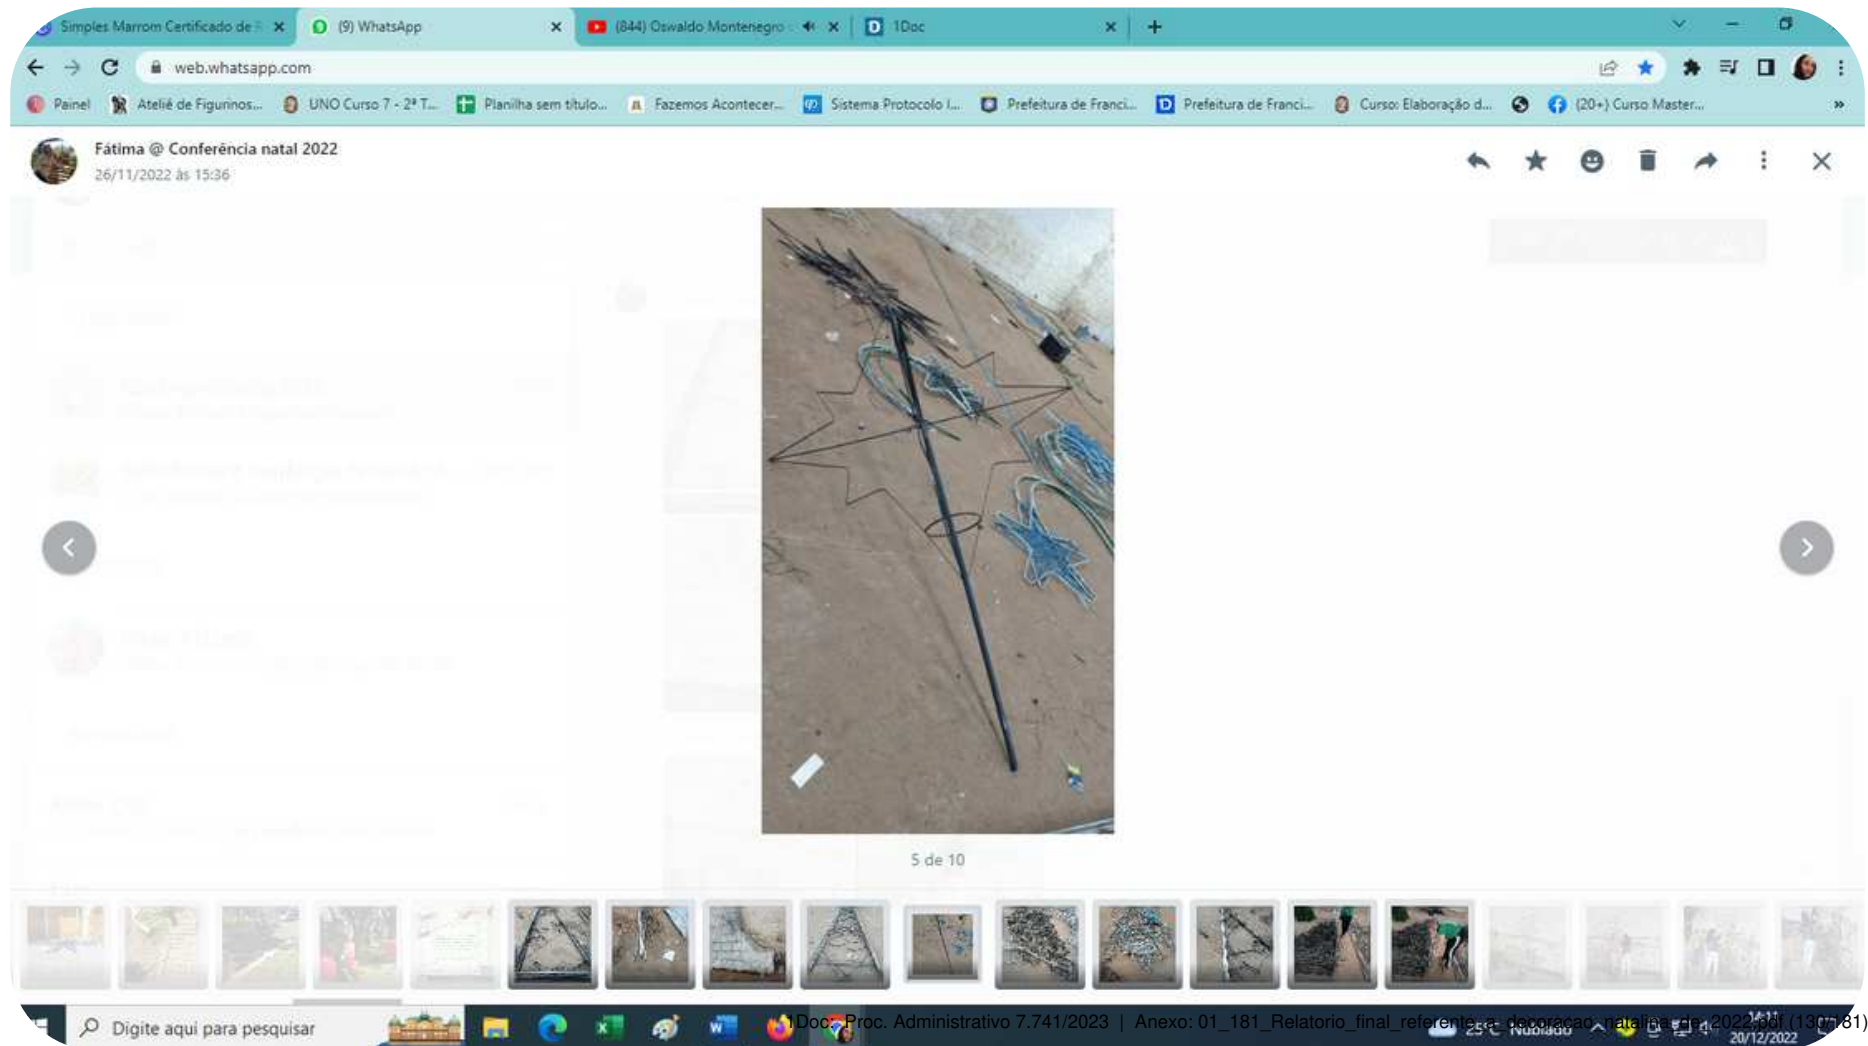 Simples Marrom Certificado de
(9) WhatsApp
(844) Oswaldo Montenegro
1Doc
web.whatsapp.com
Painel
Ateliê de Figurinos...
UNO Curso 7 - 2ª T...
Planilha sem título...
Fazemos Acontecer...
Sistema Protocolo I...
Prefeitura de Franci...
Prefeitura de Franci...
Curso: Elaboração d...
(20+) Curso Master...
Fátima @ Conferência natal 2022
26/11/2022 às 15:36
5 de 10
Digite aqui para pesquisar
1Doc: Proc. Administrativo 7.741/2023 | Anexo: 01_181_Relatorio_final_referente_a_decoracao_natalina_de_2022.pdf (130/181)
25°C Nublado
14:11
20/12/2022